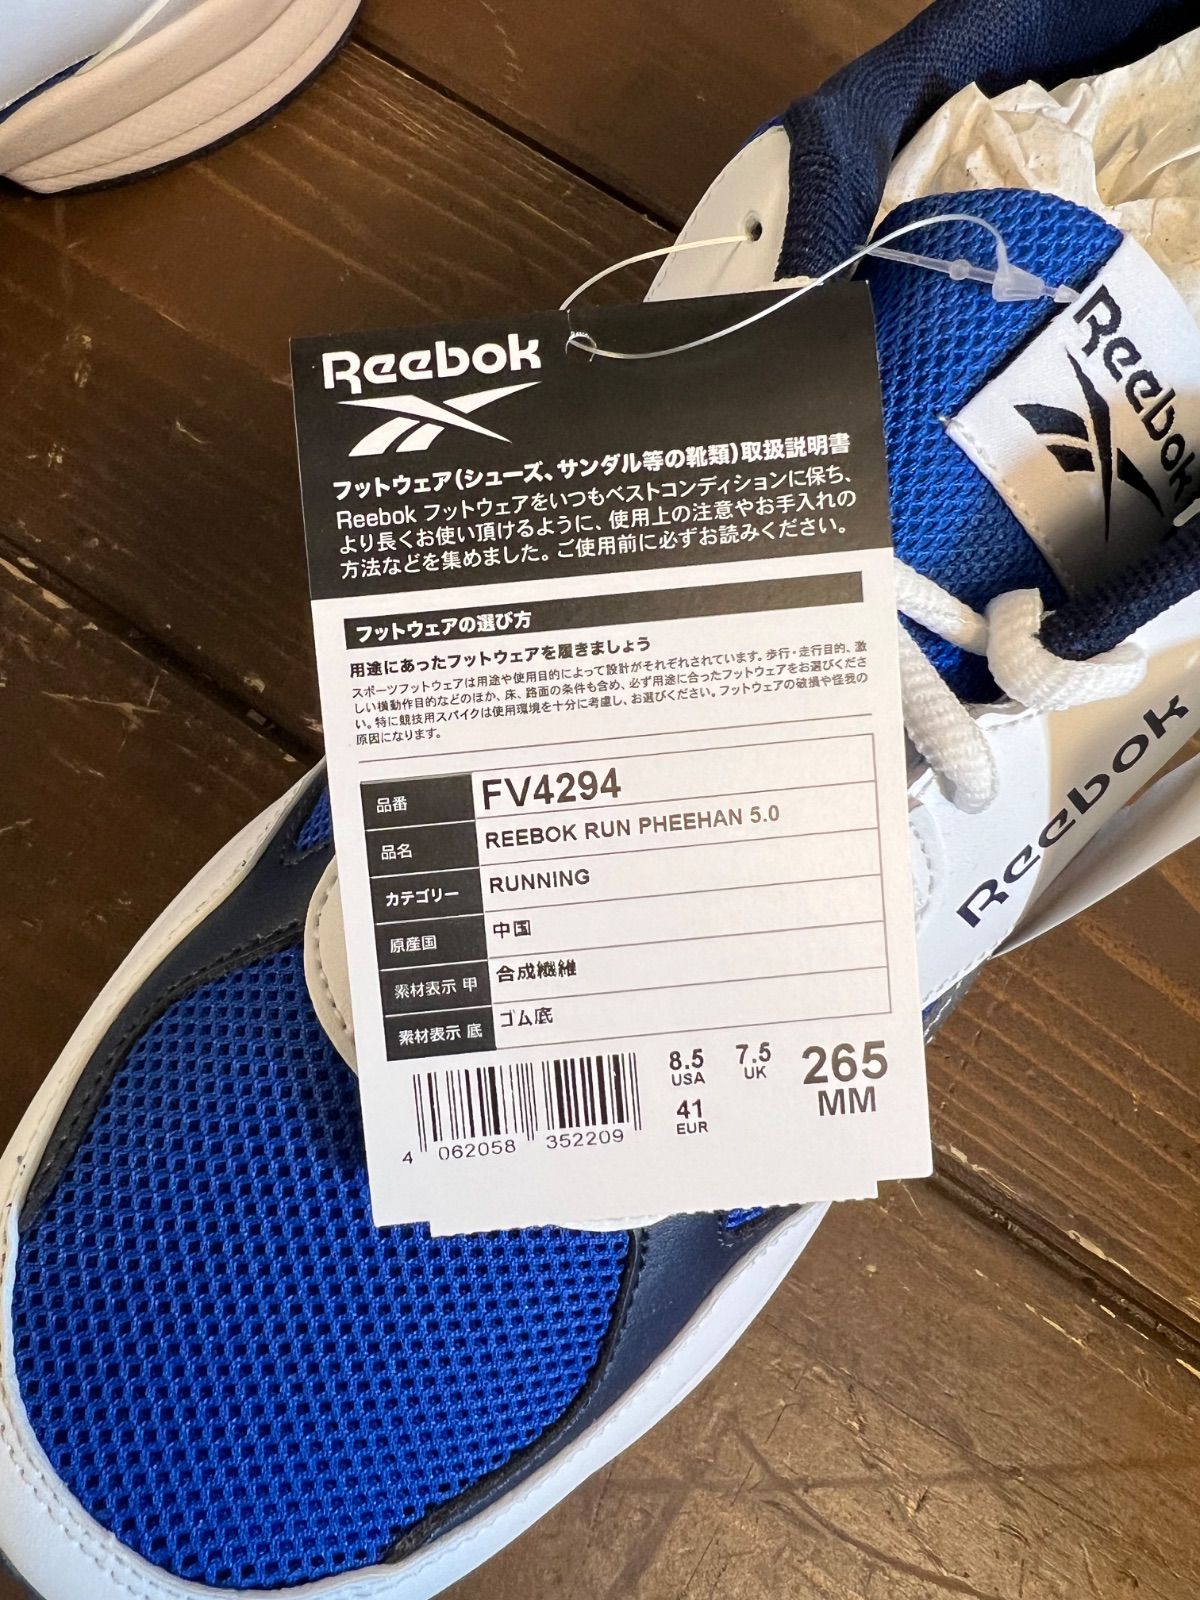 Reebok
フットウェア(シューズ、サンダル等の靴類)取扱説明書
Reebok フットウェアをいつもベストコンディションに保ち、
より長くお使い頂けるように、使用上の注意やお手入れの
方法などを集めました。ご使用前に必ずお読みください。
フットウェアの選び方
用途にあったフットウェアを履きましょう
スポーツフットウェアは用途や使用目的によって設計がそれぞれされています。歩行・走行目的、激
しい横動作目的などのほか、床、路面の条件も含め、必ず用途に合ったフットウェアをお選びくださ
い。特に競技用スパイクは使用環境を十分に考慮し、お選びください。フットウェアの破損や怪我の
原因になります。
品番 FV4294
品名 REEBOK RUN PHEEHAN 5.0
カテゴリー RUNNING
原産国 中国
素材表示 甲 合成繊維
素材表示 底 ゴム底
8.5 7.5 265
USA UK MM
41
EUR
4 062058 352209
Reebok
Reebok